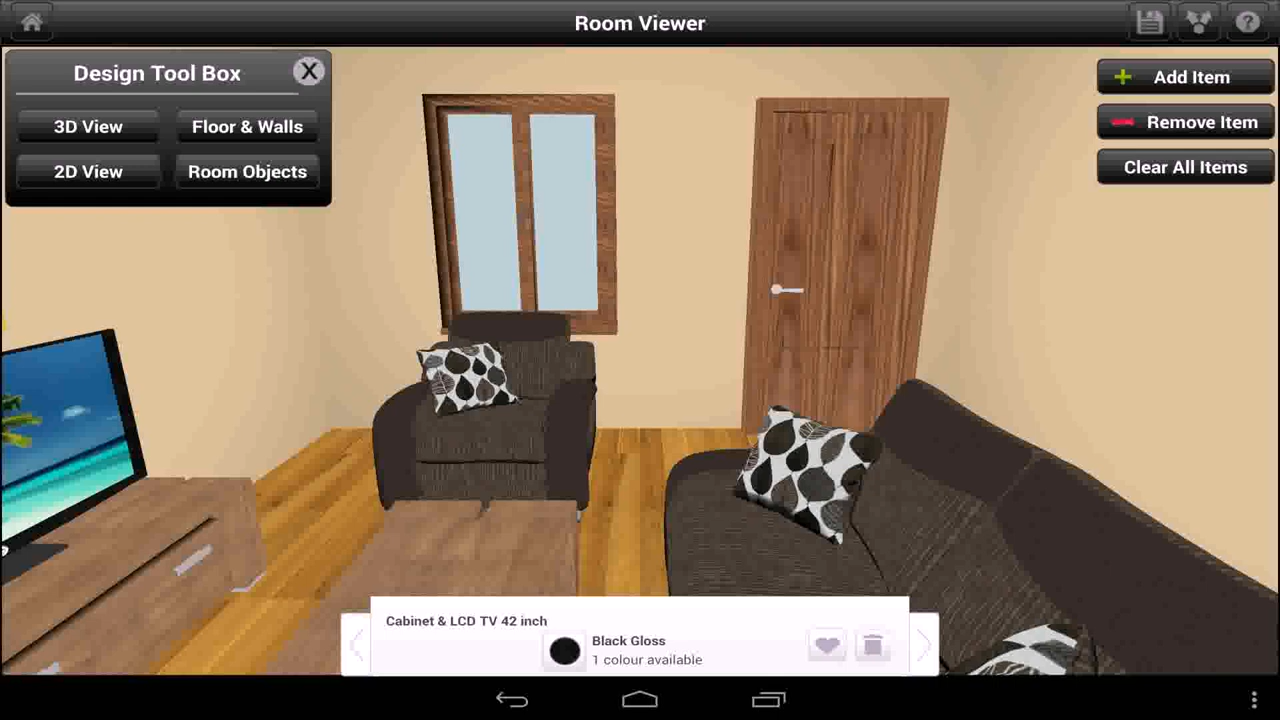 Room Viewer
Design Tool Box
X
3D View
Floor & Walls
2D View
Room Objects
Add Item
Remove Item
Clear All Items
Cabinet & LCD TV 42 inch
Black Gloss
1 colour available